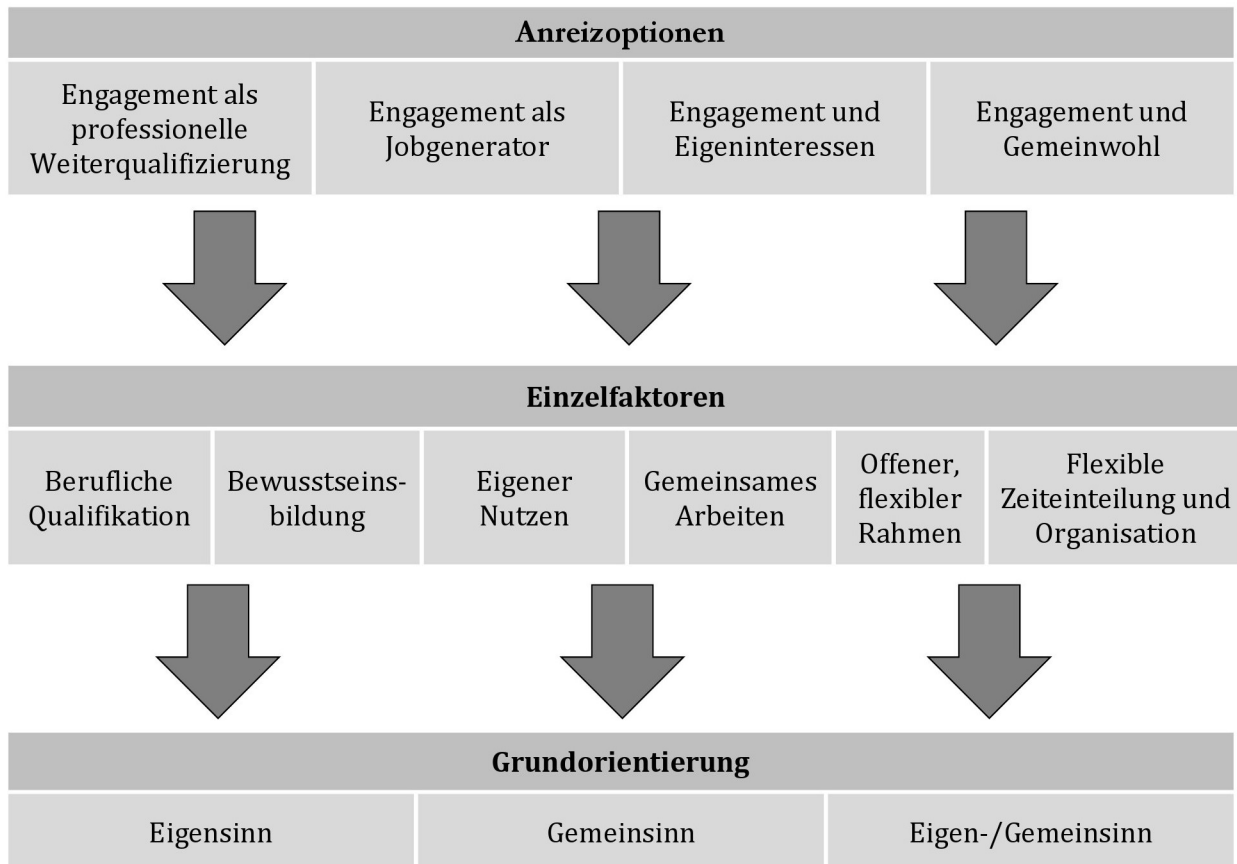 Anreizoptionen
Engagement als
professionelle
Weiterqualifizierung
Engagement als
Jobgenerator
Engagement und
Eigeninteressen
Engagement und
Gemeinwohl
Einzelfaktoren
Berufliche
Qualifikation
Bewusstseins-
bildung
Eigener
Nutzen
Gemeinsames
Arbeiten
Offener,
flexibler
Rahmen
Flexible
Zeiteinteilung und
Organisation
Grundorientierung
Eigensinn
Gemeinsinn
Eigen-/Gemeinsinn